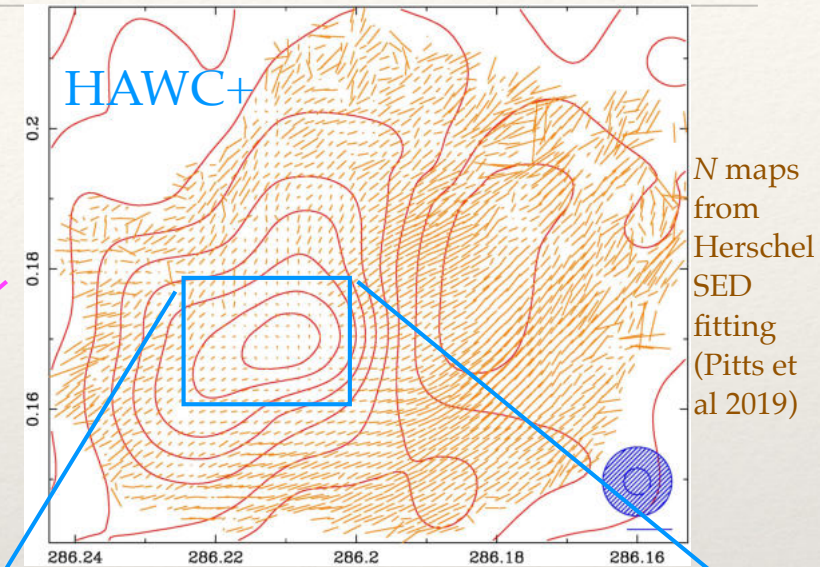 HAWC+
0.2
0.18
0.16
286.24
286.22
286.2
286.18
286.16
N maps
from
Herschel
SED
fitting
(Pitts et
al 2019)